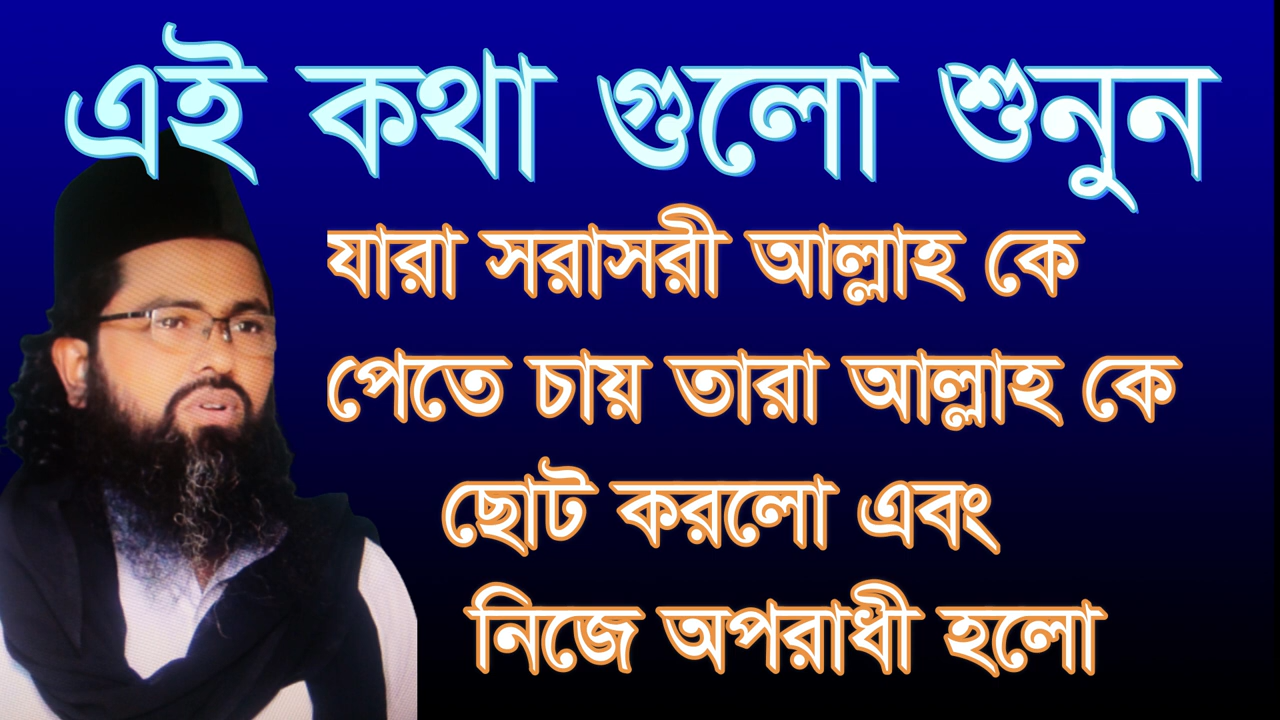 এই কথা গুলো শুনুন
যারা সরাসরী আল্লাহ কে
পেতে চায় তারা আল্লাহ কে
ছোট করলো এবং
নিজে অপরাধী হলো